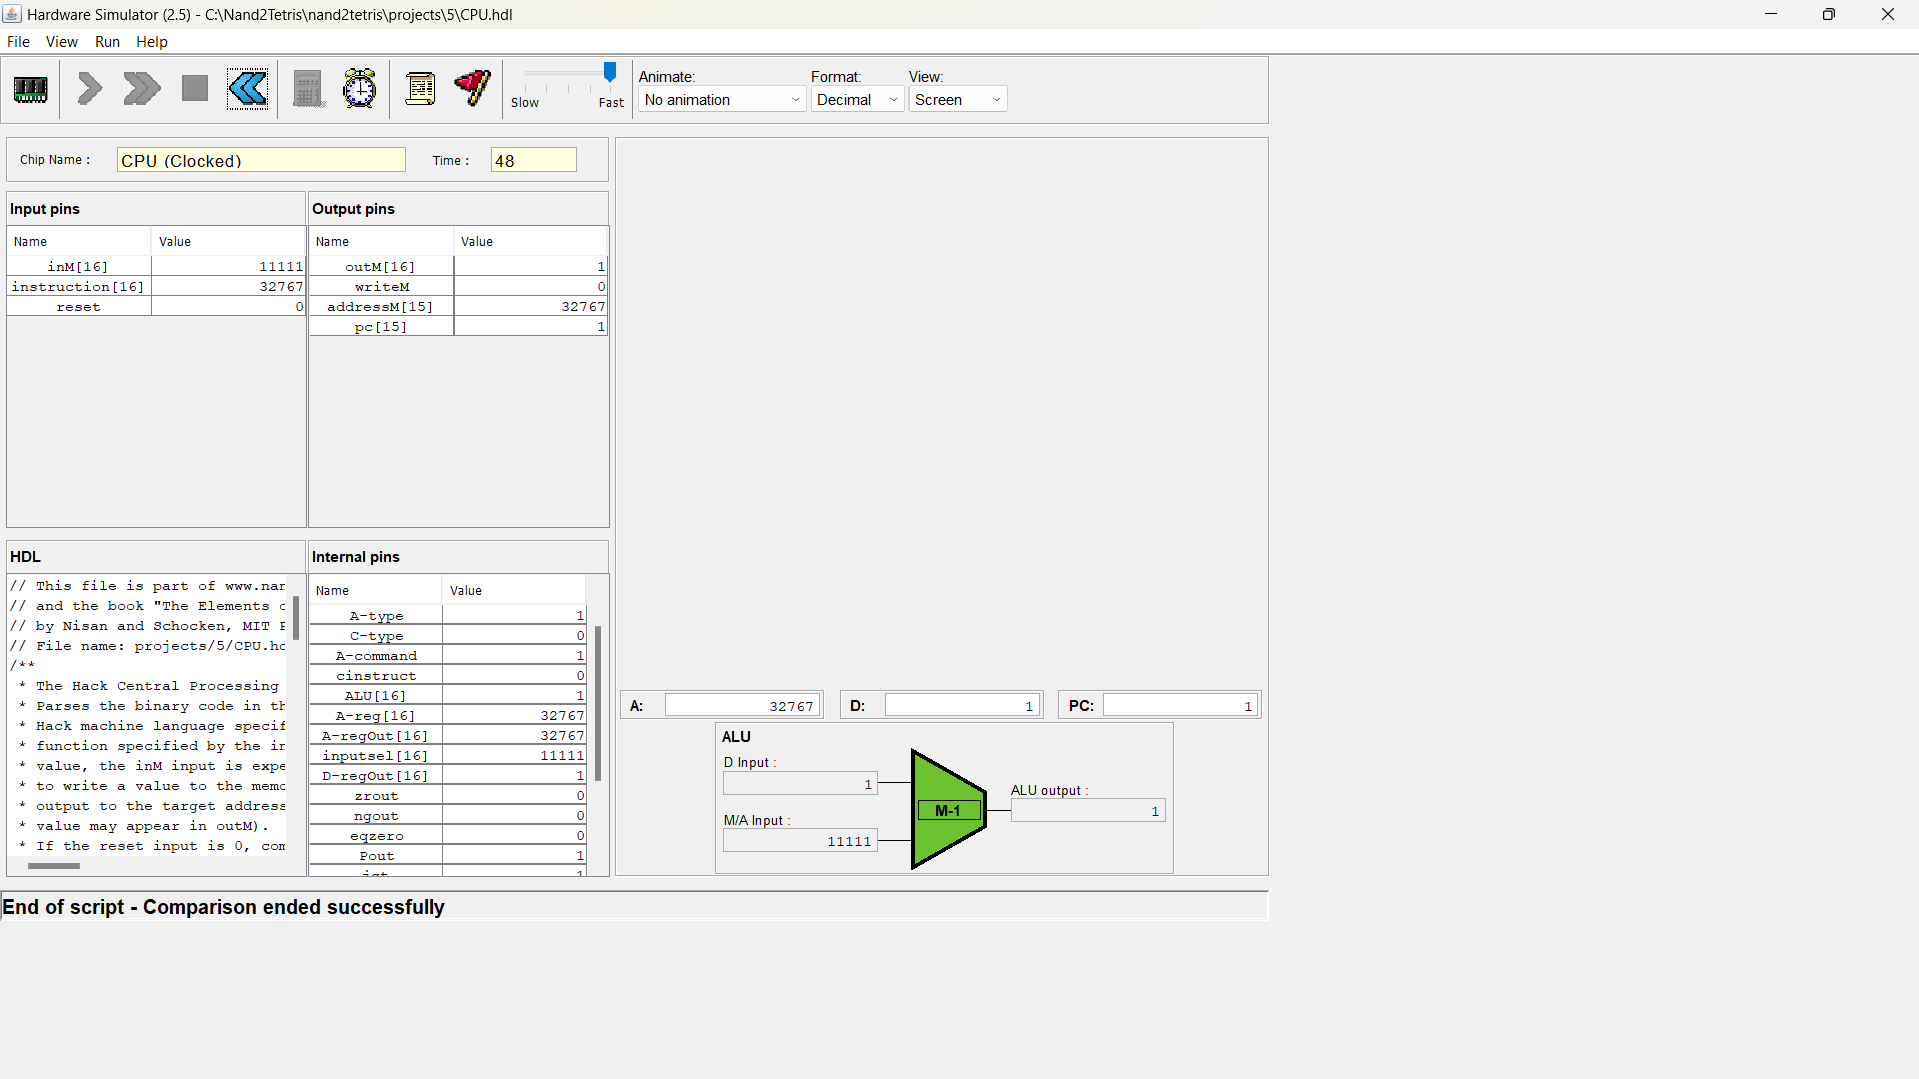 Hardware Simulator (2.5) - C:\Nand2Tetris\nand2tetris\projects\5\CPU.hdl
File View Run Help
Slow Fast
Animate: Format: View:
No animation Decimal Screen
Chip Name : CPU (Clocked) Time : 48
Input pins
Name Value
inM[16] 11111
instruction[16] 32767
reset 0
Output pins
Name Value
outM[16] 1
writeM 0
addressM[15] 32767
pc[15] 1
HDL
// This file is part of www.nan
// and the book "The Elements o
// by Nisan and Schocken, MIT P
// File name: projects/5/CPU.hd
/**
* The Hack Central Processing
* Parses the binary code in th
* Hack machine language specif
* function specified by the in
* value, the inM input is expe
* to write a value to the memo
* output to the target address
* value may appear in outM).
* If the reset input is 0, com
Internal pins
Name Value
A-type 1
C-type 0
A-command 1
cinstruct 0
ALU[16] 1
A-reg[16] 32767
A-regOut[16] 32767
inputsel[16] 11111
D-regOut[16] 1
zrout 0
ngout 0
eqzero 0
Pout 1
A: 32767 D: 1 PC: 1
ALU
D Input :
1
M/A Input :
11111
M-1
ALU output :
1
End of script - Comparison ended successfully